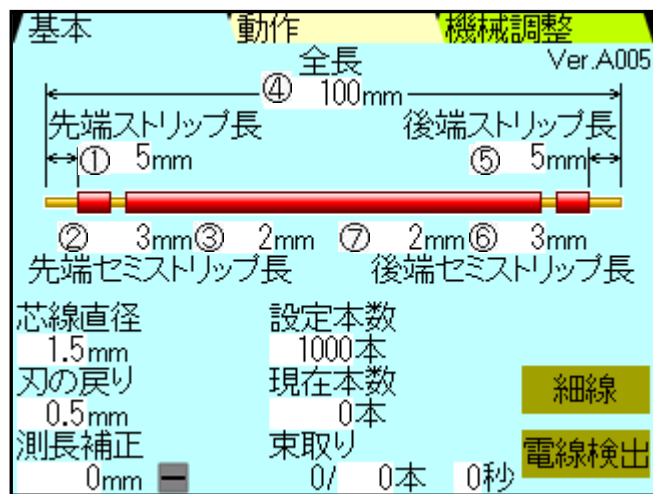 基本 動作 機械調整
全長 Ver.A005
④ 100mm
先端ストリップ長 後端ストリップ長
① 5mm ⑤ 5mm
② 3mm ③ 2mm ⑦ 2mm ⑥ 3mm
先端セミストリップ長 後端セミストリップ長
芯線直径 設定本数
1.5mm 1000本
刃の戻り 現在本数 細線
0.5mm 0本
測長補正 束取り 電線検出
0mm − 0/ 0本 0秒